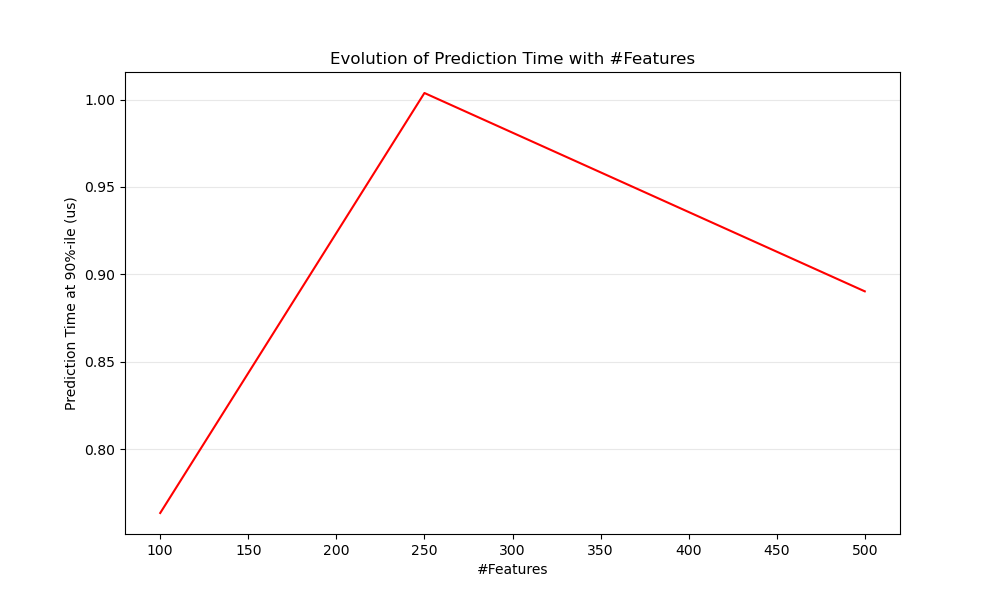 Evolution of Prediction Time with #Features
Prediction Time at 90%-ile (us)
1.00
0.95
0.90
0.85
0.80
100 150 200 250 300 350 400 450 500
#Features